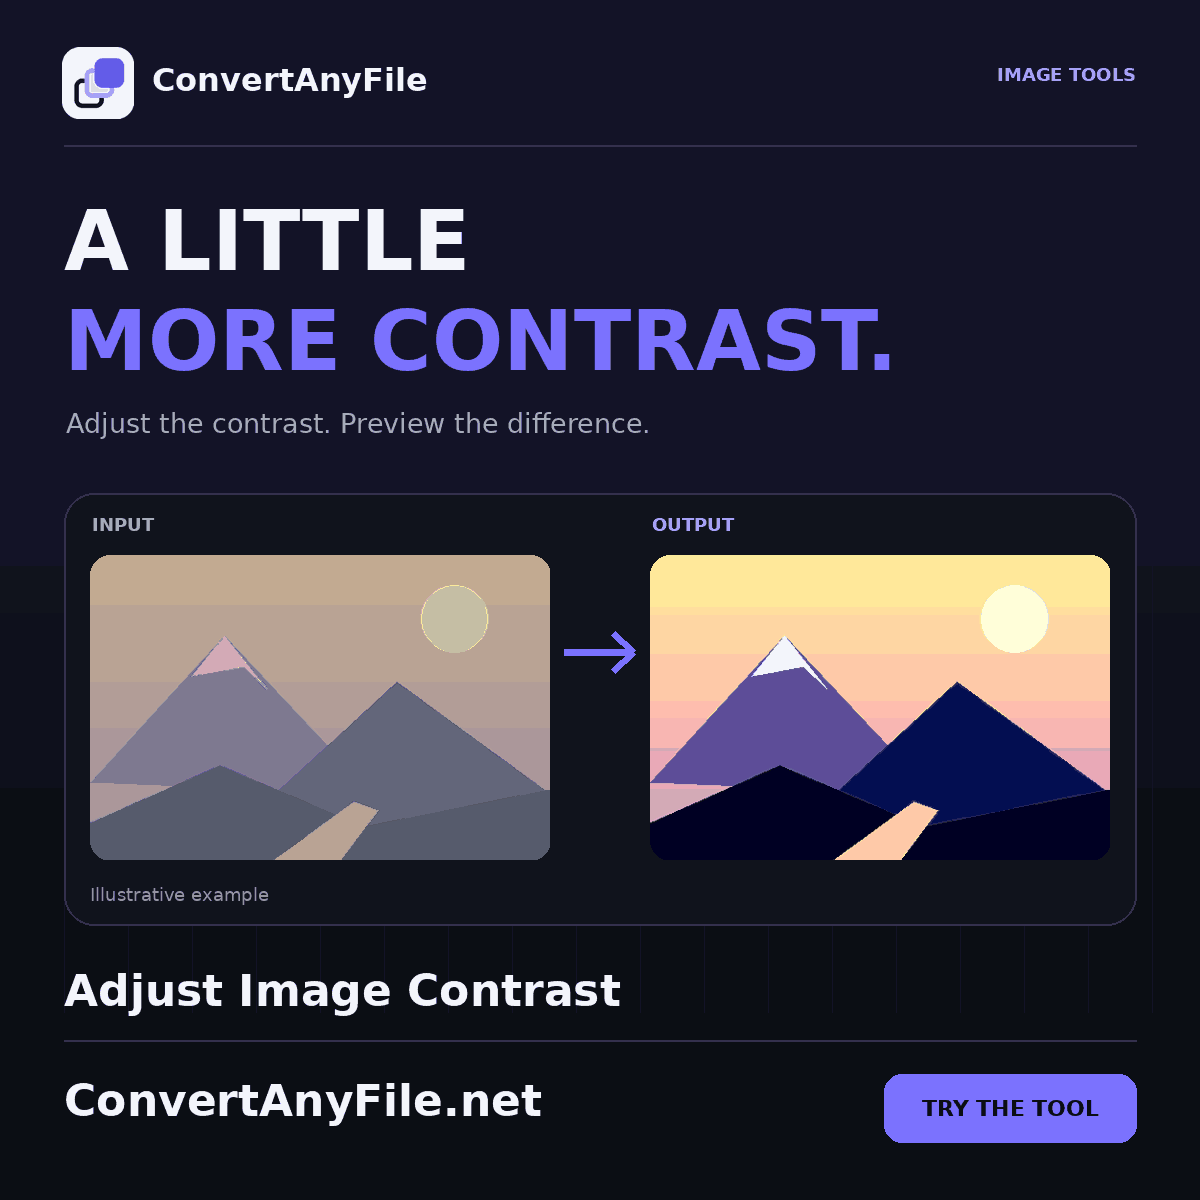 ConvertAnyFile
IMAGE TOOLS
A LITTLE
MORE CONTRAST.
Adjust the contrast. Preview the difference.
INPUT
OUTPUT
Illustrative example
Adjust Image Contrast
ConvertAnyFile.net
TRY THE TOOL